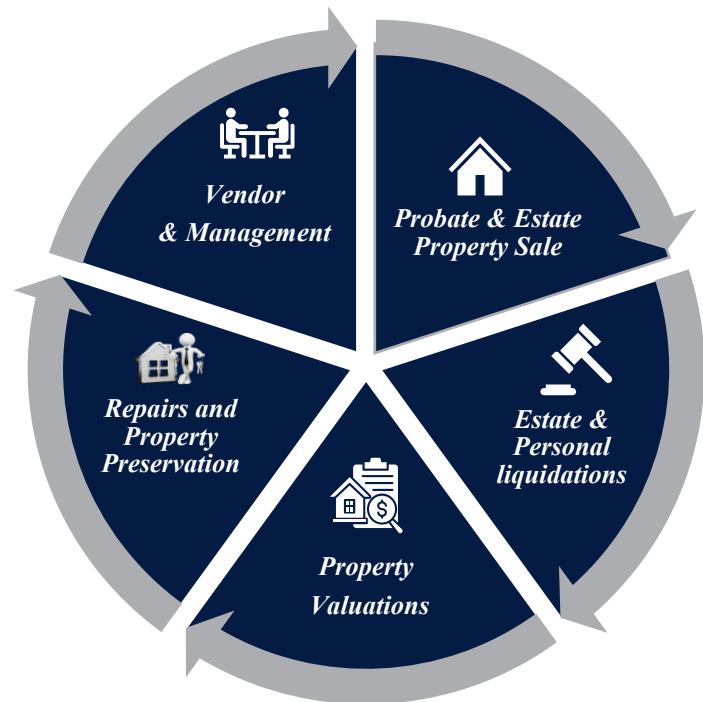 Vendor
& Management
Probate & Estate
Property Sale
Estate &
Personal
liquidations
Property
Valuations
Repairs and
Property
Preservation
$